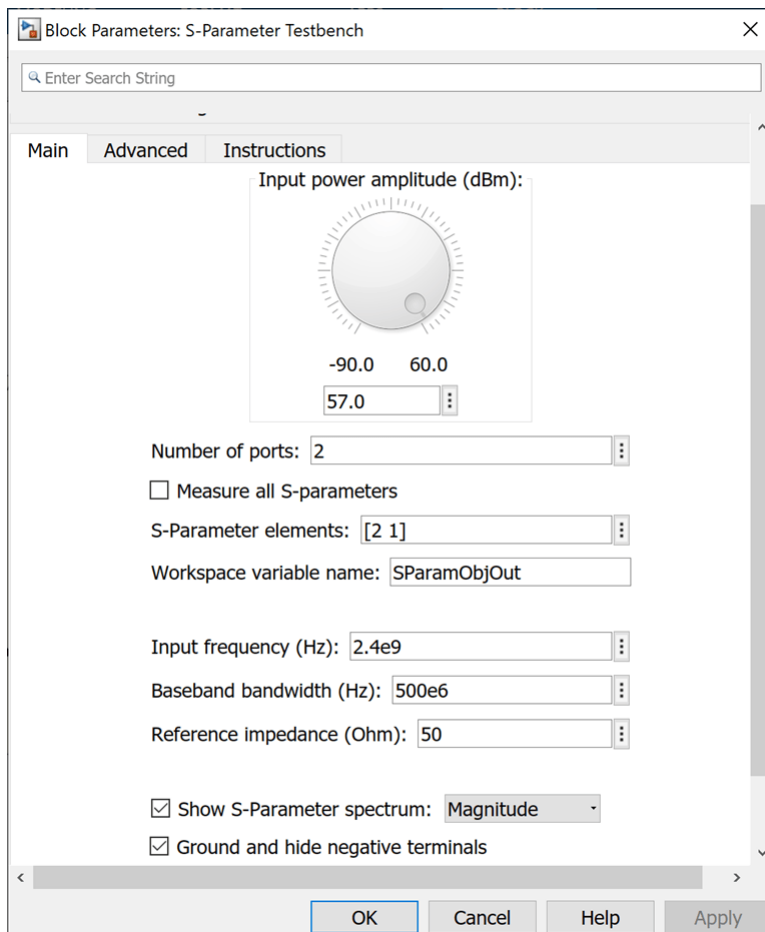 Block Parameters: S-Parameter Testbench
Enter Search String
Main Advanced Instructions
Input power amplitude (dBm):
-90.0 60.0
57.0
Number of ports: 2
Measure all S-parameters
S-Parameter elements: [2 1]
Workspace variable name: SParamObjOut
Input frequency (Hz): 2.4e9
Baseband bandwidth (Hz): 500e6
Reference impedance (Ohm): 50
Show S-Parameter spectrum: Magnitude
Ground and hide negative terminals
OK Cancel Help Apply